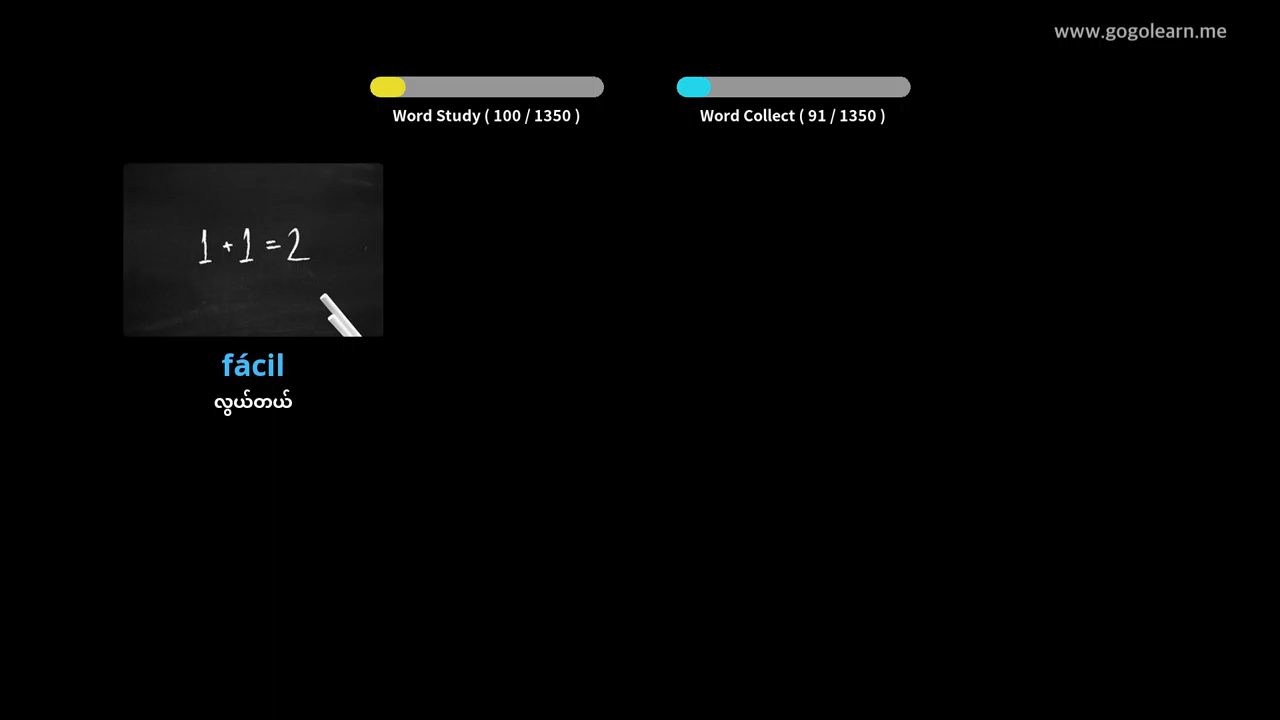 www.gogolearn.me
Word Study ( 100 / 1350 )
Word Collect ( 91 / 1350 )
1 + 1 = 2
fácil
လွယ်တယ်